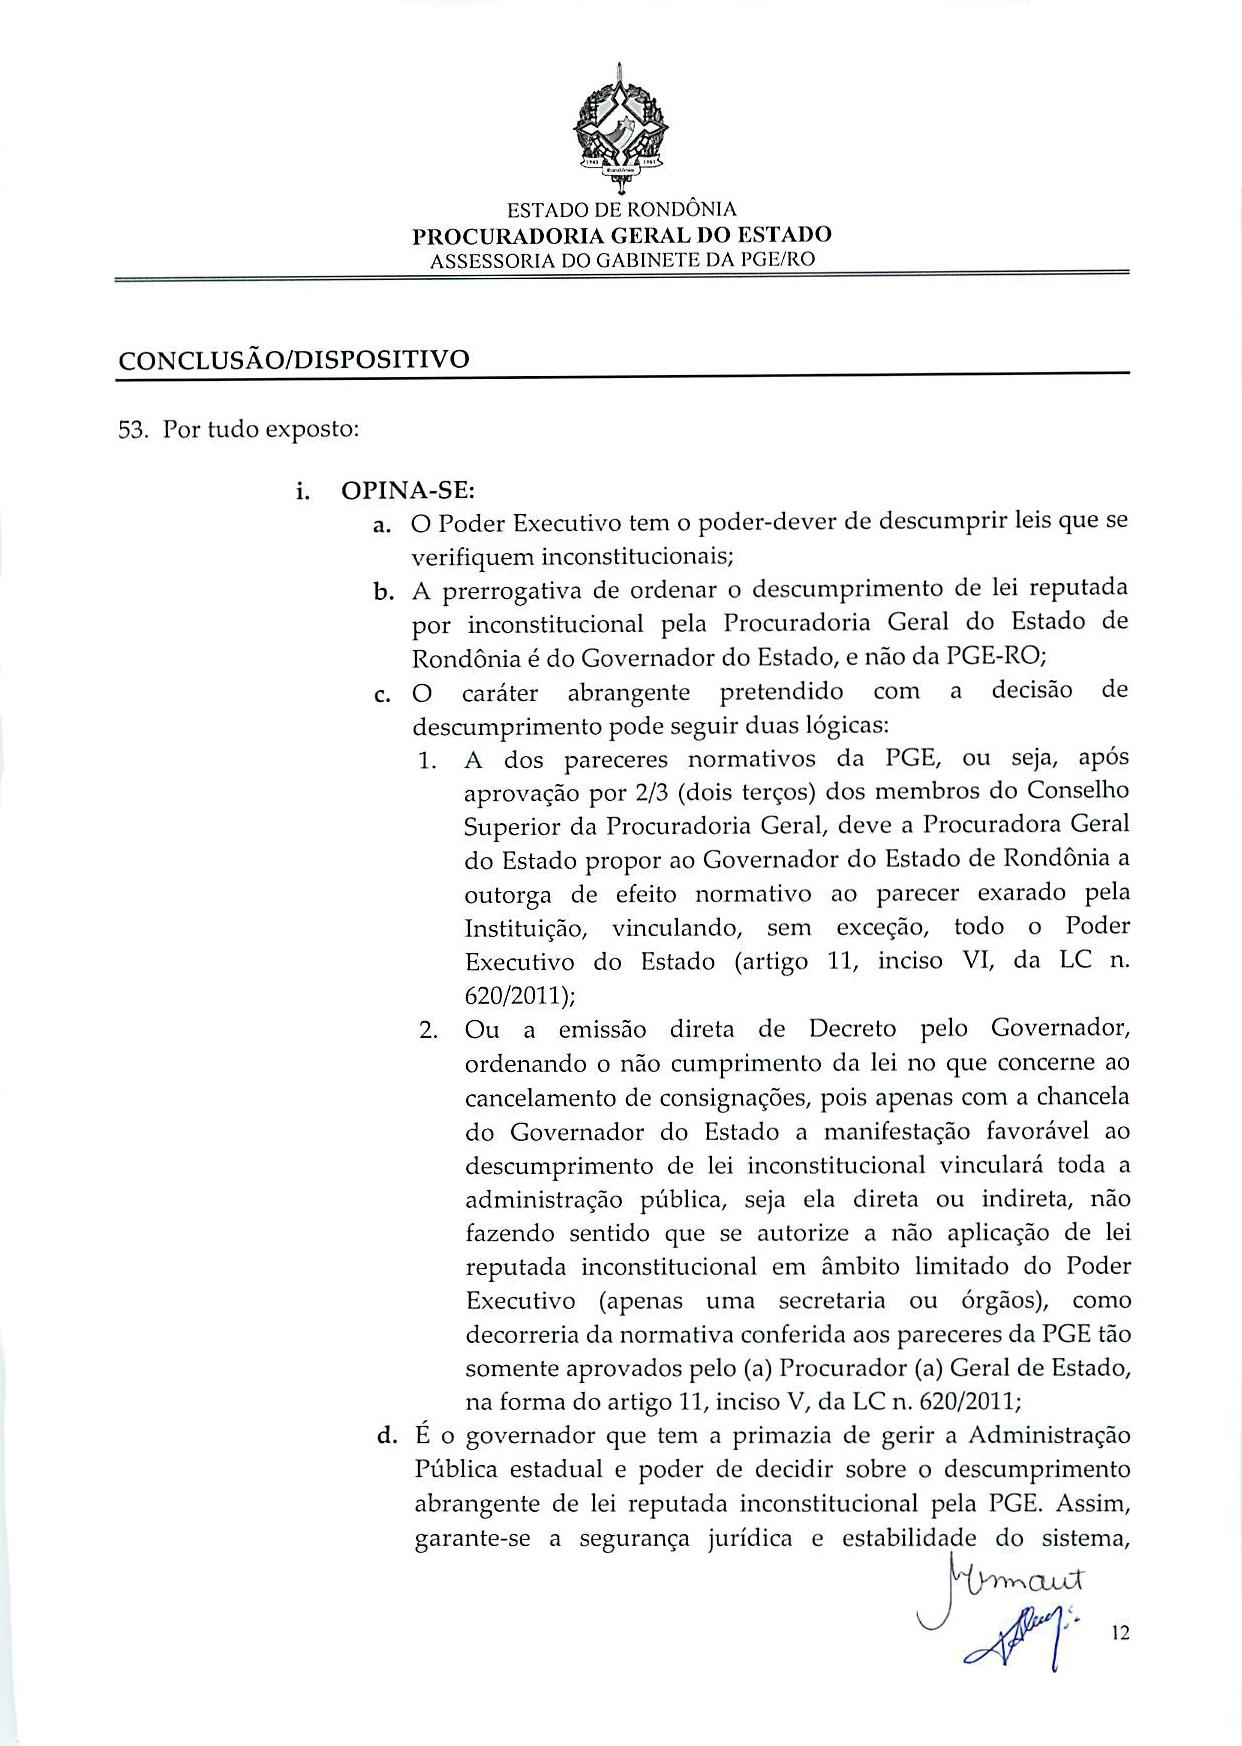 1943 1981
Rondônia
ESTADO DE RONDÔNIA
PROCURADORIA GERAL DO ESTADO
ASSESSORIA DO GABINETE DA PGE/RO
CONCLUSÃO/DISPOSITIVO
53. Por tudo exposto:
i. OPINA-SE:
a. O Poder Executivo tem o poder-dever de descumprir leis que se
verifiquem inconstitucionais;
b. A prerrogativa de ordenar o descumprimento de lei reputada
por inconstitucional pela Procuradoria Geral do Estado de
Rondônia é do Governador do Estado, e não da PGE-RO;
c. O caráter abrangente pretendido com a decisão de
descumprimento pode seguir duas lógicas:
1. A dos pareceres normativos da PGE, ou seja, após
aprovação por 2/3 (dois terços) dos membros do Conselho
Superior da Procuradoria Geral, deve a Procuradora Geral
do Estado propor ao Governador do Estado de Rondônia a
outorga de efeito normativo ao parecer exarado pela
Instituição, vinculando, sem exceção, todo o Poder
Executivo do Estado (artigo 11, inciso VI, da LC n.
620/2011);
2. Ou a emissão direta de Decreto pelo Governador,
ordenando o não cumprimento da lei no que concerne ao
cancelamento de consignações, pois apenas com a chancela
do Governador do Estado a manifestação favorável ao
descumprimento de lei inconstitucional vinculará toda a
administração pública, seja ela direta ou indireta, não
fazendo sentido que se autorize a não aplicação de lei
reputada inconstitucional em âmbito limitado do Poder
Executivo (apenas uma secretaria ou órgãos), como
decorreria da normativa conferida aos pareceres da PGE tão
somente aprovados pelo (a) Procurador (a) Geral de Estado,
na forma do artigo 11, inciso V, da LC n. 620/2011;
d. É o governador que tem a primazia de gerir a Administração
Pública estadual e poder de decidir sobre o descumprimento
abrangente de lei reputada inconstitucional pela PGE. Assim,
garante-se a segurança jurídica e estabilidade do sistema,
12